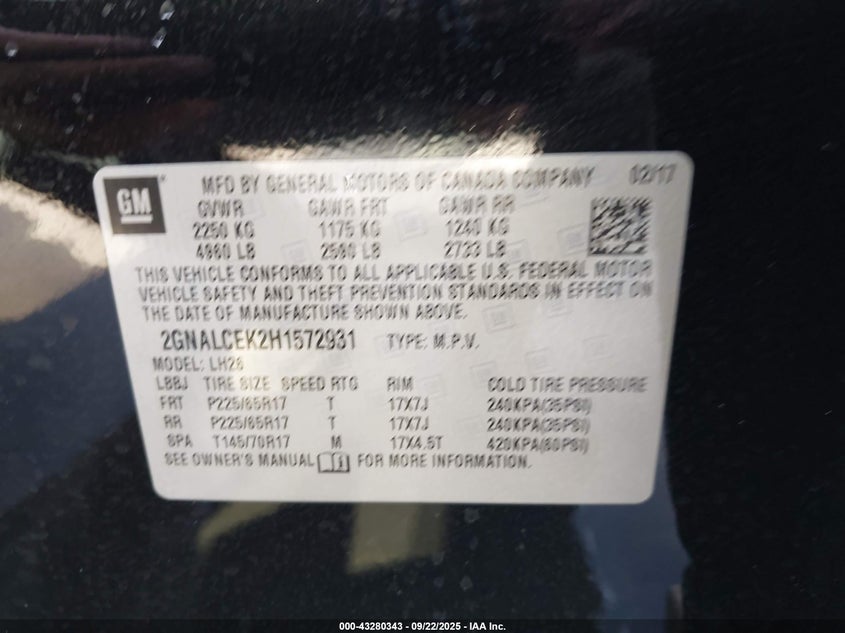 GM
MFD BY GENERAL MOTORS OF CANADA COMPANY 02/17
GVWR GAWR FRT GAWR RR
2250 KG 1175 KG 1240 KG
4960 LB 2590 LB 2733 LB
THIS VEHICLE CONFORMS TO ALL APPLICABLE U.S. FEDERAL MOTOR
VEHICLE SAFETY AND THEFT PREVENTION STANDARDS IN EFFECT ON
THE DATE OF MANUFACTURE SHOWN ABOVE.
2GNALCEK2H1572931 TYPE: M.P.V.
MODEL: LH26
LBBJ TIRE SIZE SPEED RTG RIM COLD TIRE PRESSURE
FRT P225/65R17 T 17X7J 240KPA(35PSI)
RR P225/65R17 T 17X7J 240KPA(35PSI)
SPA T145/70R17 M 17X4.5T 420KPA(60PSI)
SEE OWNER'S MANUAL FOR MORE INFORMATION.
000-43280343 - 09/22/2025 - IAA Inc.